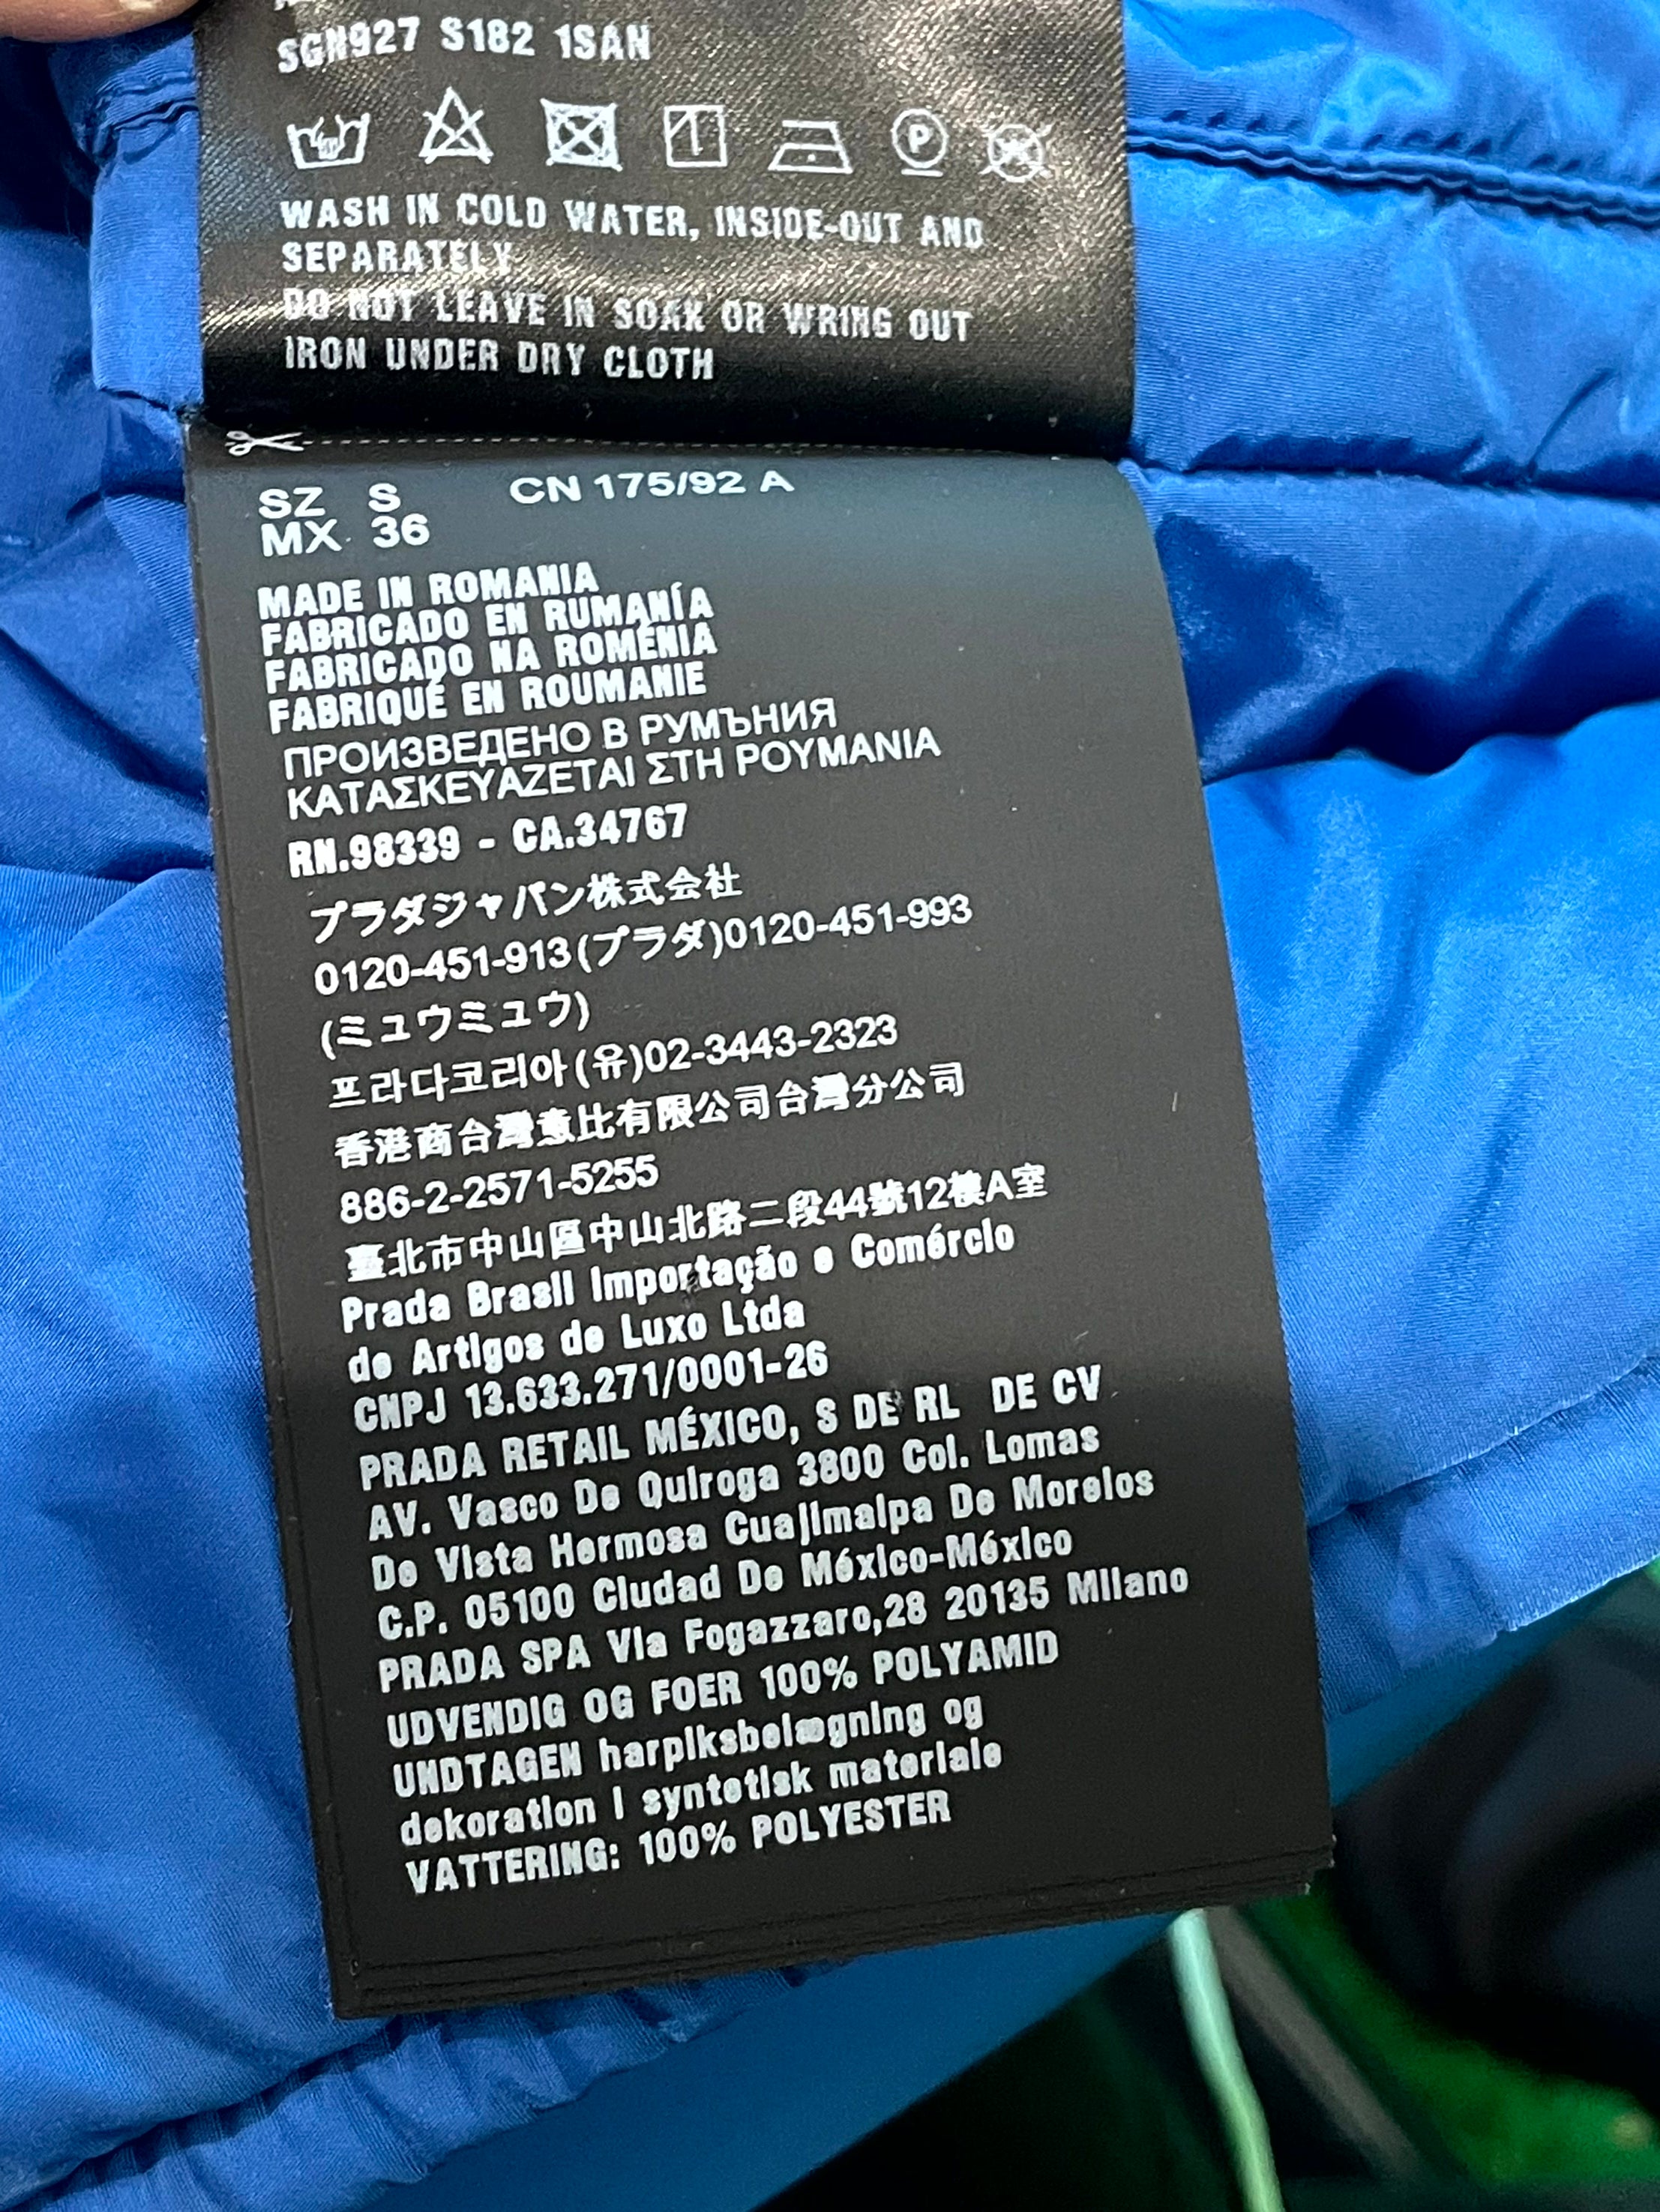 SGN927 S182 1SAN
P
WASH IN COLD WATER, INSIDE-OUT AND
SEPARATELY
DO NOT LEAVE IN SOAK OR WRING OUT
IRON UNDER DRY CLOTH
SZ S CN 175/92 A
MX 36
MADE IN ROMANIA
FABRICADO EN RUMANÍA
FABRICADO NA ROMÉNIA
FABRIQUÉ EN ROUMANIE
ПРОИЗВЕДЕНО В РУМЪНИЯ
ΚΑΤΑΣΚΕΥΑΖΕΤΑΙ ΣΤΗ ΡΟΥΜΑΝΙΑ
RN.98339 - CA.34767
プラダジャパン株式会社
0120-451-913(プラダ)0120-451-993
(ミュウミュウ)
프라다코리아(유)02-3443-2323
香港商台灣意比有限公司台灣分公司
886-2-2571-5255
臺北市中山區中山北路二段44號12樓A室
Prada Brasil Importação e Comércio
de Artigos de Luxo Ltda
CNPJ 13.633.271/0001-26
PRADA RETAIL MÉXICO, S DE RL DE CV
AV. Vasco De Quiroga 3800 Col. Lomas
De Vista Hermosa Cuajimalpa De Morelos
C.P. 05100 Ciudad De México-México
PRADA SPA Via Fogazzaro,28 20135 Milano
UDVENDIG OG FOER 100% POLYAMID
UNDTAGEN harpiksbelægning og
dekoration i syntetisk materiale
VATTERING: 100% POLYESTER